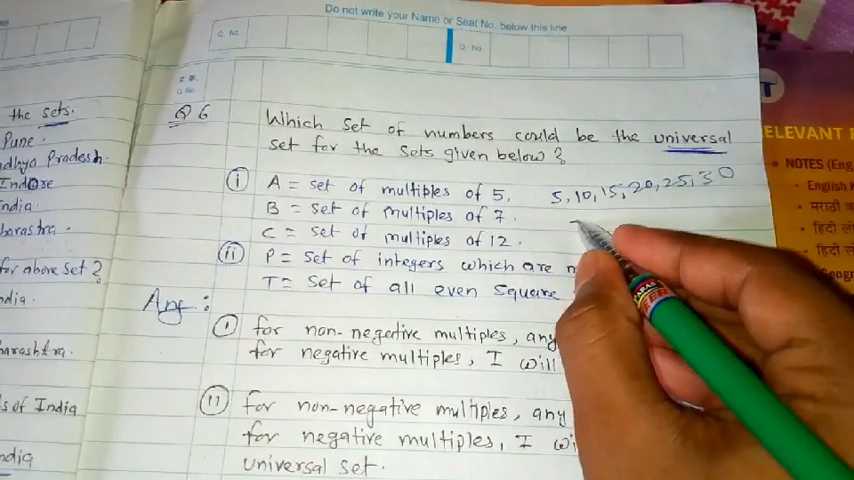 Do not write your Name or Seat No. below this line
Q. No.
Q. No.
Q. No.
the sets.
Pune.
adhya Pradesh.
Indore
ndia.
harastra.
for above set ?
ndia.
harashtra.
s of India
ndia
Q 6
Which set of numbers could be the universal
set for the sets given below ?
(i) A = set of multiples of 5. 5, 10, 15, 20, 25, 30
B = set of multiples of 7.
C = set of multiples of 12.
(ii) P = set of integers which are
T = set of all even square
Ans :
(i) for non-negertive multiples, any
for negative multiples, I will
(ii) for non-negative multiples, any
for negative multiples, I
universal set.
RELEVANT
NOTES (Eng
English
मराठी
हिंदी लो
हिंदी